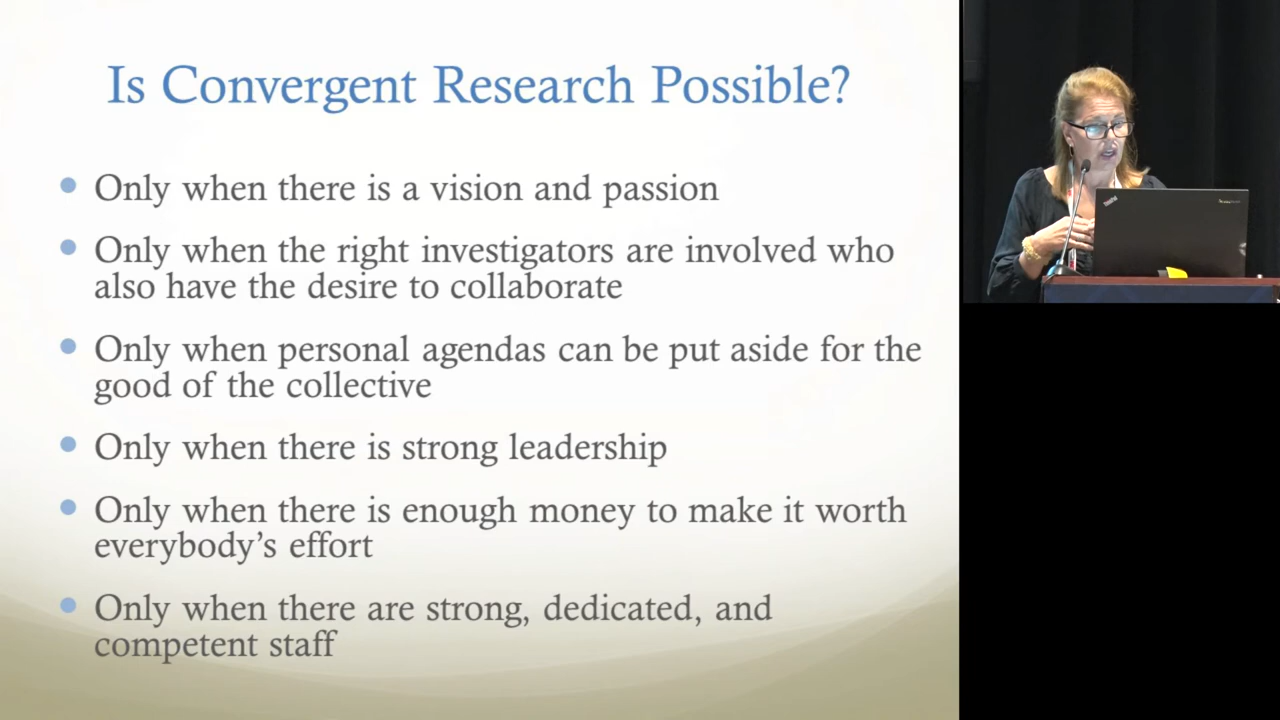 Is Convergent Research Possible?
Only when there is a vision and passion
Only when the right investigators are involved who
also have the desire to collaborate
Only when personal agendas can be put aside for the
good of the collective
Only when there is strong leadership
Only when there is enough money to make it worth
everybody's effort
Only when there are strong, dedicated, and
competent staff
ThinkPad